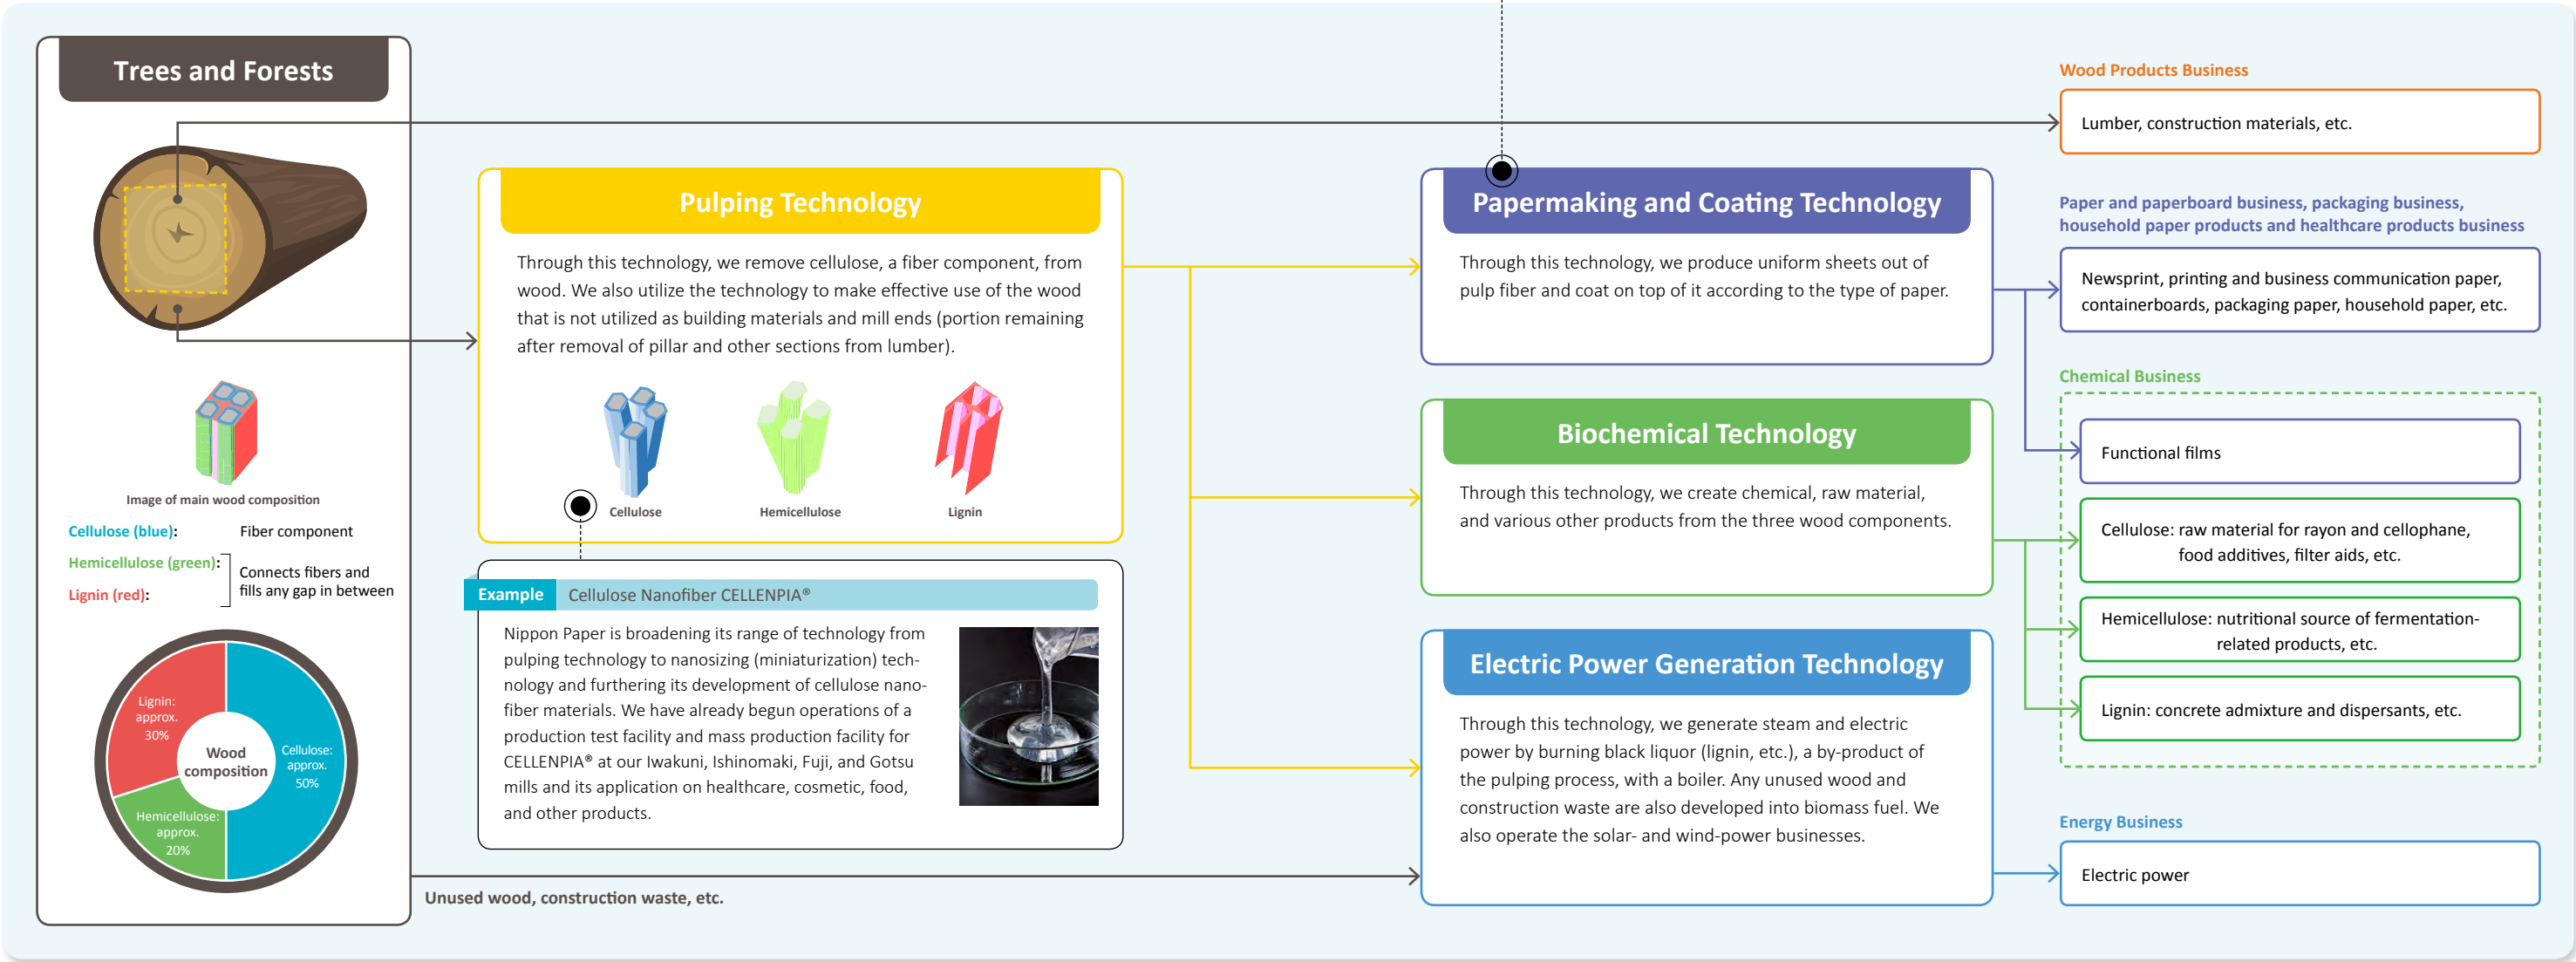 Trees and Forests
Image of main wood composition
Cellulose (blue): Fiber component
Hemicellulose (green):
Lignin (red):
Connects fibers and
fills any gap in between
Wood
composition
Lignin:
approx.
30%
Cellulose:
approx.
50%
Hemicellulose:
approx.
20%
Pulping Technology
Through this technology, we remove cellulose, a fiber component, from
wood. We also utilize the technology to make effective use of the wood
that is not utilized as building materials and mill ends (portion remaining
after removal of pillar and other sections from lumber).
Cellulose
Hemicellulose
Lignin
Example
Cellulose Nanofiber CELLENPIA®
Nippon Paper is broadening its range of technology from
pulping technology to nanosizing (miniaturization) tech-
nology and furthering its development of cellulose nano-
fiber materials. We have already begun operations of a
production test facility and mass production facility for
CELLENPIA® at our Iwakuni, Ishinomaki, Fuji, and Gotsu
mills and its application on healthcare, cosmetic, food,
and other products.
Unused wood, construction waste, etc.
Papermaking and Coating Technology
Through this technology, we produce uniform sheets out of
pulp fiber and coat on top of it according to the type of paper.
Biochemical Technology
Through this technology, we create chemical, raw material,
and various other products from the three wood components.
Electric Power Generation Technology
Through this technology, we generate steam and electric
power by burning black liquor (lignin, etc.), a by-product of
the pulping process, with a boiler. Any unused wood and
construction waste are also developed into biomass fuel. We
also operate the solar- and wind-power businesses.
Wood Products Business
Lumber, construction materials, etc.
Paper and paperboard business, packaging business,
household paper products and healthcare products business
Newsprint, printing and business communication paper,
containerboards, packaging paper, household paper, etc.
Chemical Business
Functional films
Cellulose: raw material for rayon and cellophane,
food additives, filter aids, etc.
Hemicellulose: nutritional source of fermentation-
related products, etc.
Lignin: concrete admixture and dispersants, etc.
Energy Business
Electric power